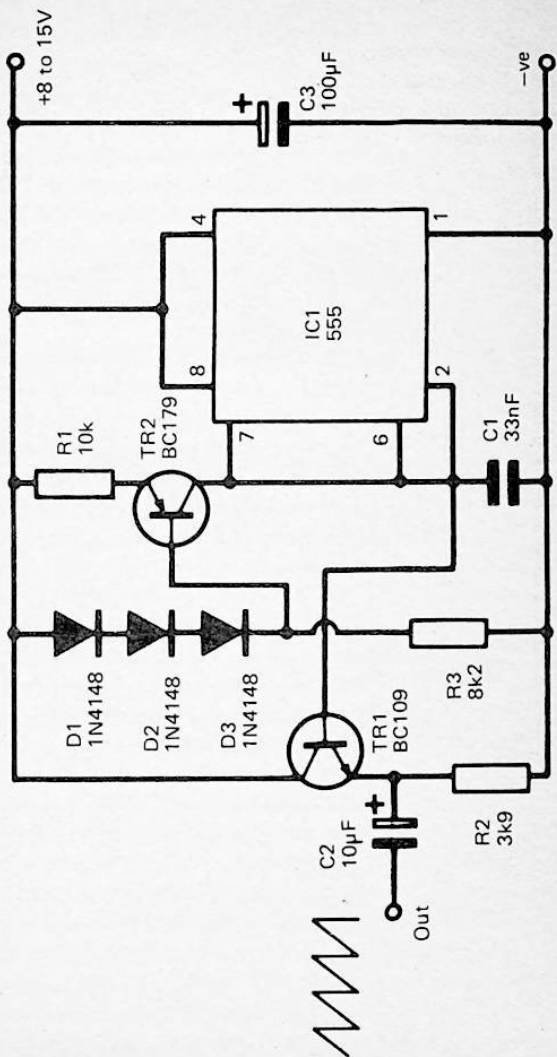 +8 to 15V
R1
10k
TR2
BC179
D1
1N4148
D2
1N4148
D3
1N4148
8
4
7
IC1
555
6
2
1
C3
100µF
+
TR1
BC109
C2
10µF
+
Out
R2
3k9
R3
8k2
C1
33nF
−ve